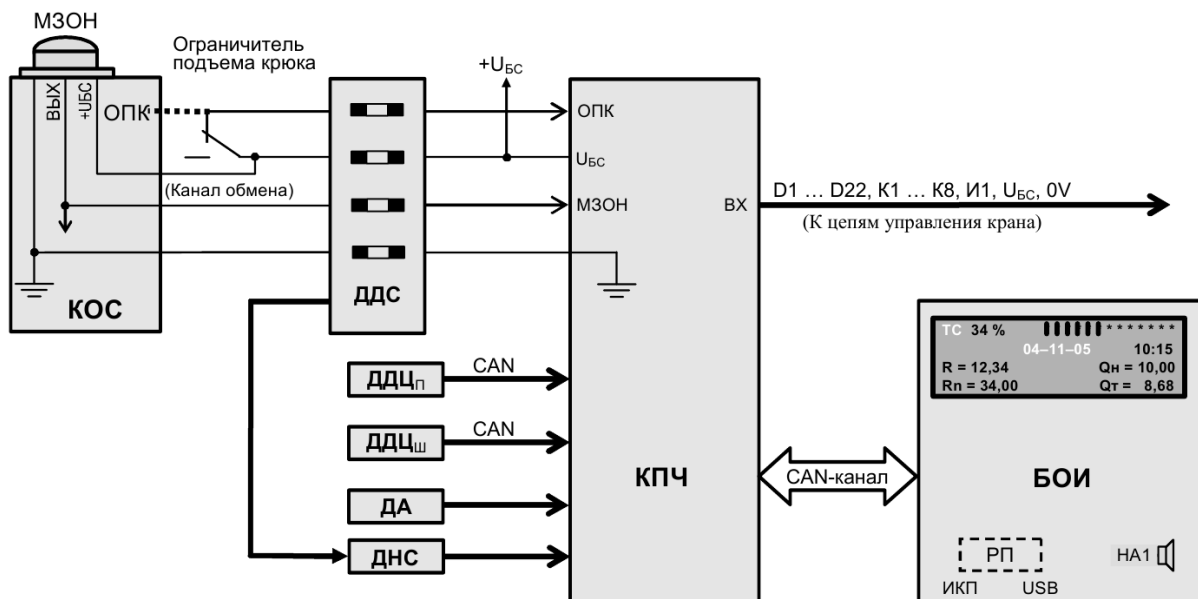 МЗОН
Ограничитель
подъема крюка
+UБС
ВЫХ
+UБС
ОПК
ОПК
UБС
(Канал обмена)
МЗОН
ВХ
D1 ... D22, К1 ... К8, И1, UБС, 0V
(К цепям управления крана)
КОС
ДДС
ТС 34 % * * * * * * *
04–11–05 10:15
R = 12,34 Qн = 10,00
Rп = 34,00 Qт = 8,68
ДДЦП
CAN
ДДЦШ
CAN
КПЧ
CAN-канал
БОИ
ДА
ДНС
РП
НА1
ИКП
USB